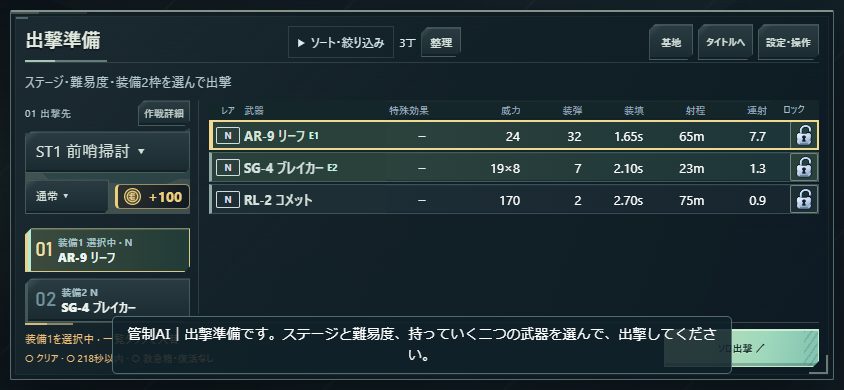 出撃準備
▶ ソート・絞り込み 3丁 整理
基地 タイトルへ 設定・操作
ステージ・難易度・装備2枠を選んで出撃
01 出撃先 作戦詳細
ST1 前哨掃討 ▾
通常 ▾ +100
装備1 選択中・N
01 AR-9 リーフ
装備2 N
02 SG-4 ブレイカー
装備1を選択中・一覧
〇 クリア・〇 218秒以内・〇
レア 武器 特殊効果 威力 装弾 装填 射程 連射 ロック
N AR-9 リーフ E1 – 24 32 1.65s 65m 7.7
N SG-4 ブレイカー E2 – 19×8 7 2.10s 23m 1.3
N RL-2 コメット – 170 2 2.70s 75m 0.9
管制AI｜出撃準備です。ステージと難易度、持っていく二つの武器を選んで、出撃してくださ
い。
ソロ出撃 ／